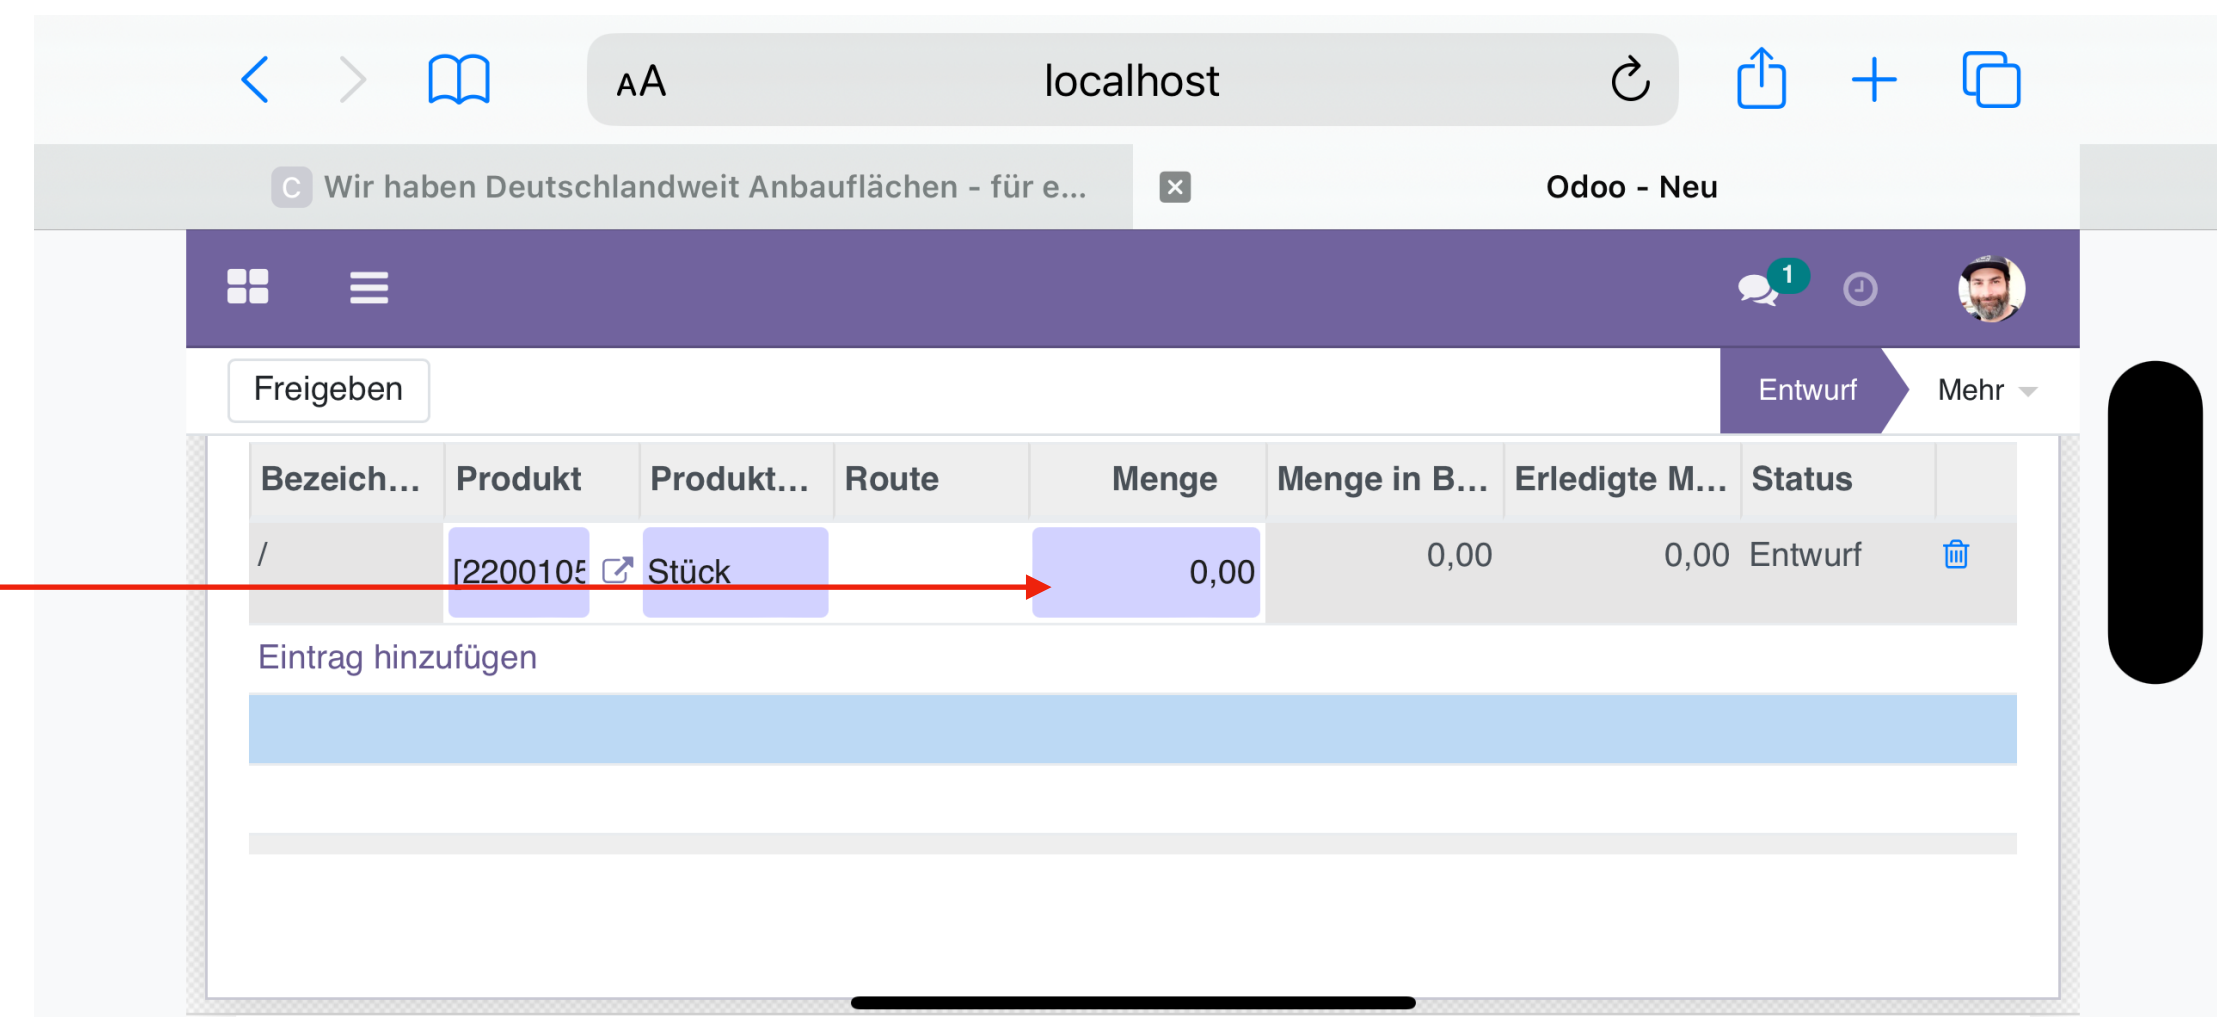 AA localhost
C Wir haben Deutschlandweit Anbauflächen - für e...
Odoo - Neu
1
Freigeben
Entwurf
Mehr
Bezeich... Produkt Produkt... Route Menge Menge in B... Erledigte M... Status
/ [2200105 Stück 0,00 0,00 0,00 Entwurf
Eintrag hinzufügen